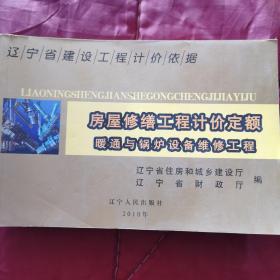 辽宁省建设工程计价依据
LIAONINGSHENGJIANSHEGONGCHENGJIJIAYIJU
房屋修缮工程计价定额
暖通与锅炉设备维修工程
辽宁省住房和城乡建设厅
辽宁省财政厅
编
辽宁人民出版社
2010年